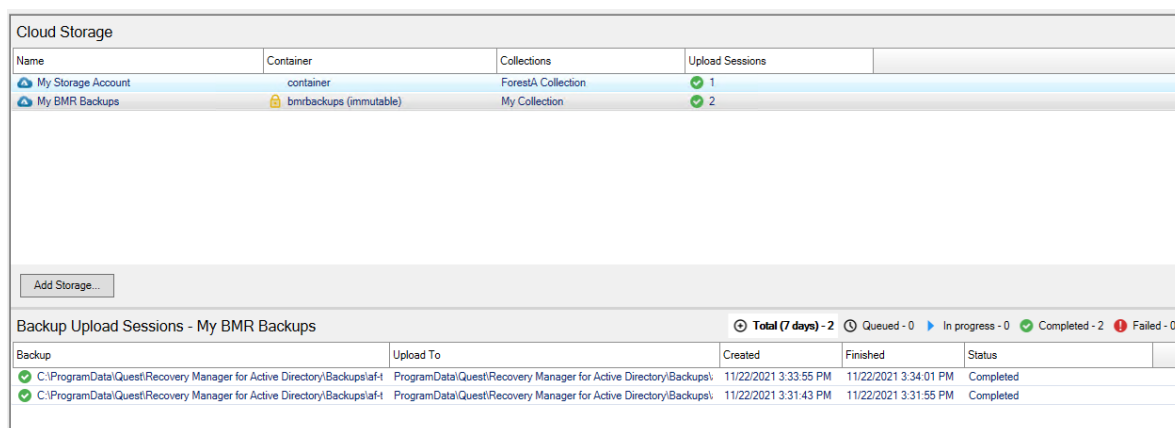 Cloud Storage
Name Container Collections Upload Sessions
My Storage Account container ForestA Collection 1
My BMR Backups bmrbackups (immutable) My Collection 2
Add Storage...
Backup Upload Sessions - My BMR Backups Total (7 days) - 2 Queued - 0 In progress - 0 Completed - 2 Failed - 0
Backup Upload To Created Finished Status
C:\ProgramData\Quest\Recovery Manager for Active Directory\Backups\af-t ProgramData\Quest\Recovery Manager for Active Directory\Backups\ 11/22/2021 3:33:55 PM 11/22/2021 3:34:01 PM Completed
C:\ProgramData\Quest\Recovery Manager for Active Directory\Backups\af-t ProgramData\Quest\Recovery Manager for Active Directory\Backups\ 11/22/2021 3:31:43 PM 11/22/2021 3:31:55 PM Completed